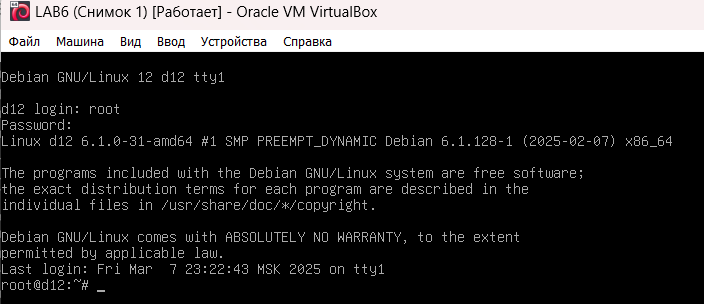 LAB6 (Снимок 1) [Работает] - Oracle VM VirtualBox
Файл Машина Вид Ввод Устройства Справка
Debian GNU/Linux 12 d12 tty1
d12 login: root
Password:
Linux d12 6.1.0-31-amd64 #1 SMP PREEMPT_DYNAMIC Debian 6.1.128-1 (2025-02-07) x86_64
The programs included with the Debian GNU/Linux system are free software;
the exact distribution terms for each program are described in the
individual files in /usr/share/doc/*/copyright.
Debian GNU/Linux comes with ABSOLUTELY NO WARRANTY, to the extent
permitted by applicable law.
Last login: Fri Mar  7 23:22:43 MSK 2025 on tty1
root@d12:~# _